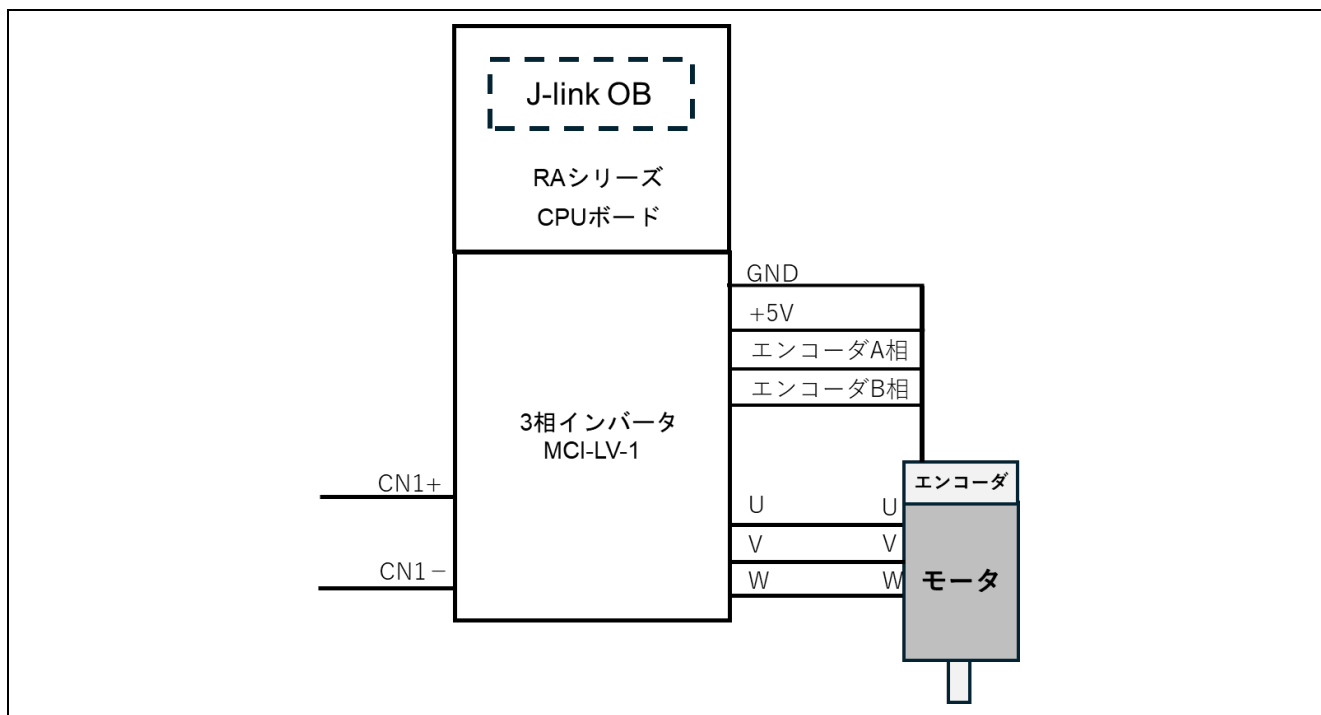 J-link OB
RAシリーズ
CPUボード
GND
+5V
エンコーダA相
エンコーダB相
3相インバータ
MCI-LV-1
エンコーダ
CN1+
U U
V V
CN1－
W W
モータ